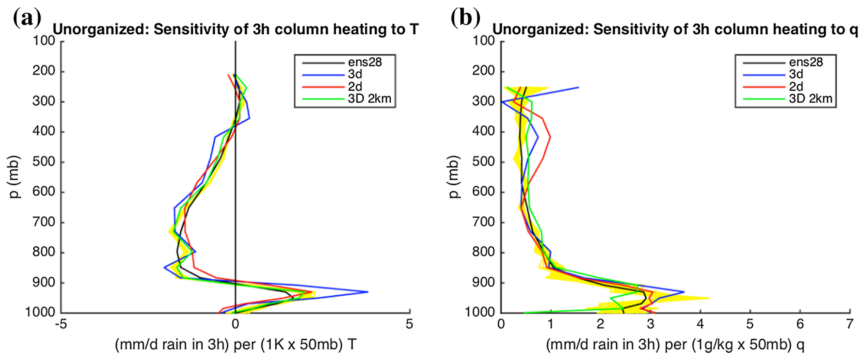 (a) Unorganized: Sensitivity of 3h column heating to T
100
200
300
400
500
600
700
800
900
1000
p (mb)
ens28
3d
2d
3D 2km
-5 0 5
(mm/d rain in 3h) per (1K x 50mb) T
(b) Unorganized: Sensitivity of 3h column heating to q
100
200
300
400
500
600
700
800
900
1000
p (mb)
ens28
3d
2d
3D 2km
0 1 2 3 4 5 6 7
(mm/d rain in 3h) per (1g/kg x 50mb) q